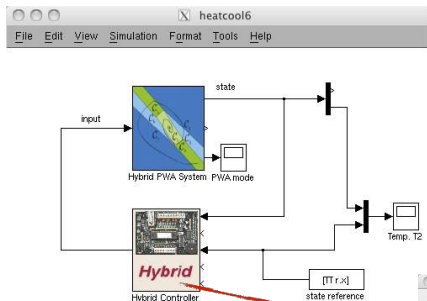 heatcool6
File Edit View Simulation Format Tools Help
state
input
Hybrid PWA System
PWA mode
Temp. T2
Hybrid
[TT r.x]
state reference
Hybrid Controller